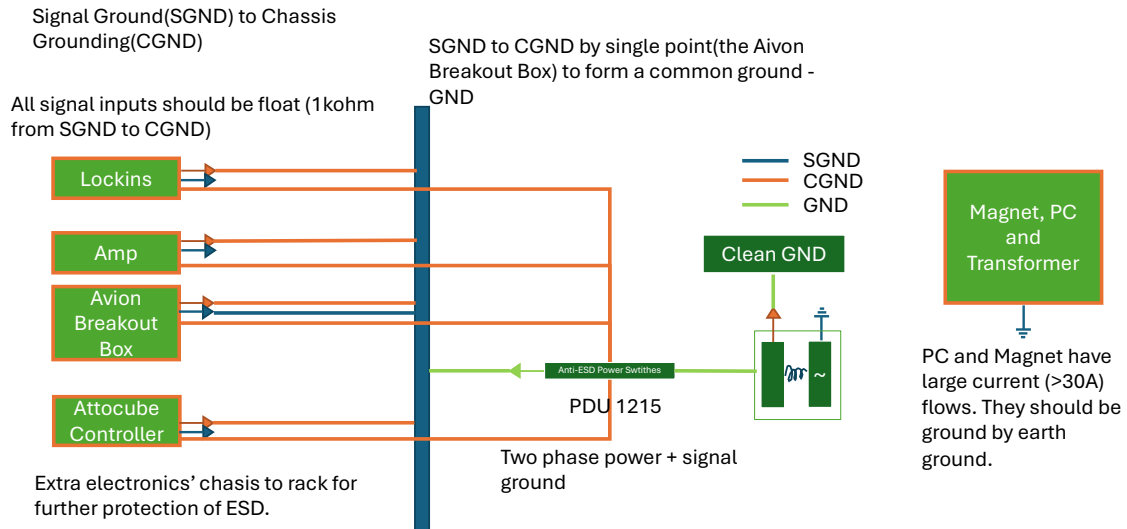 Signal Ground(SGND) to Chassis
Grounding(CGND)
SGND to CGND by single point(the Aivon
Breakout Box) to form a common ground -
GND
All signal inputs should be float (1kohm
from SGND to CGND)
Lockins
Amp
Avion
Breakout
Box
Attocube
Controller
SGND
CGND
GND
Clean GND
~
Anti-ESD Power Swtithes
PDU 1215
Two phase power + signal
ground
Extra electronics' chasis to rack for
further protection of ESD.
Magnet, PC
and
Transformer
PC and Magnet have
large current (>30A)
flows. They should be
ground by earth
ground.